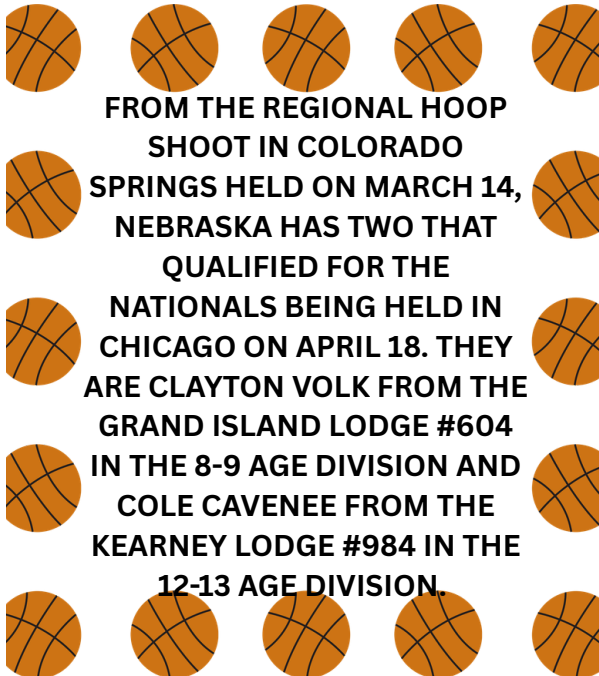 FROM THE REGIONAL HOOP
SHOOT IN COLORADO
SPRINGS HELD ON MARCH 14,
NEBRASKA HAS TWO THAT
QUALIFIED FOR THE
NATIONALS BEING HELD IN
CHICAGO ON APRIL 18. THEY
ARE CLAYTON VOLK FROM THE
GRAND ISLAND LODGE #604
IN THE 8-9 AGE DIVISION AND
COLE CAVENEE FROM THE
KEARNEY LODGE #984 IN THE
12-13 AGE DIVISION.